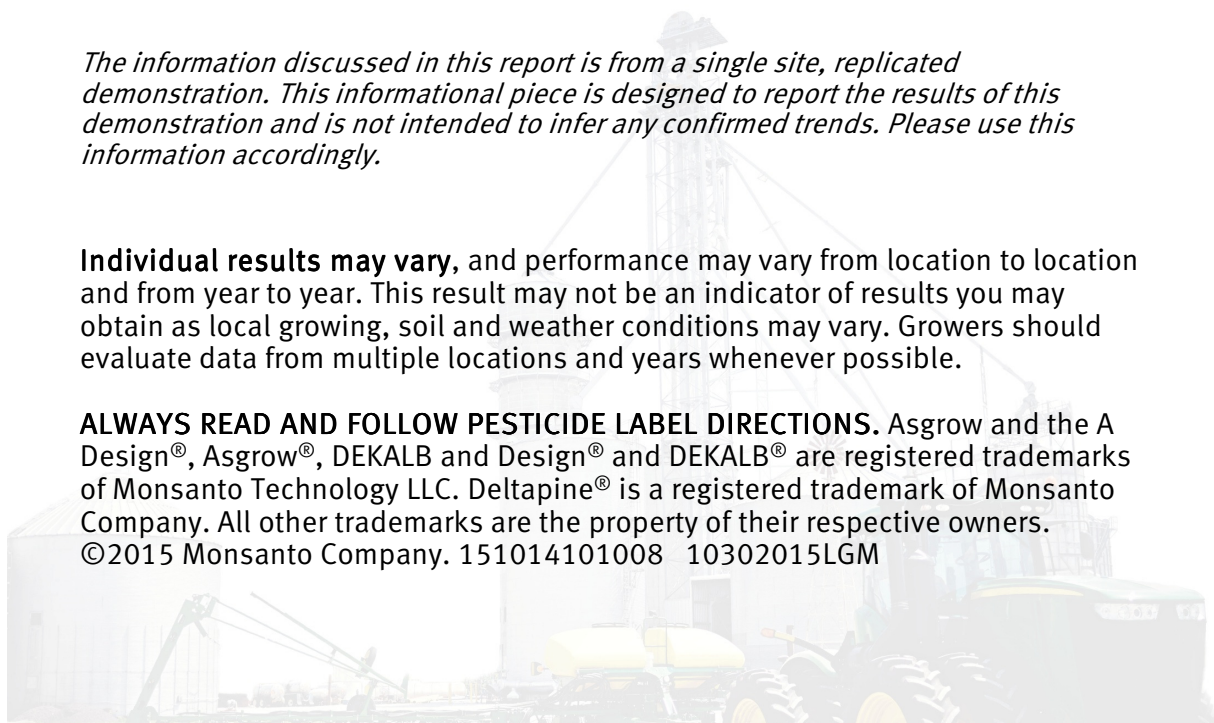 The information discussed in this report is from a single site, replicated
demonstration. This informational piece is designed to report the results of this
demonstration and is not intended to infer any confirmed trends. Please use this
information accordingly.
Individual results may vary, and performance may vary from location to location
and from year to year. This result may not be an indicator of results you may
obtain as local growing, soil and weather conditions may vary. Growers should
evaluate data from multiple locations and years whenever possible.
ALWAYS READ AND FOLLOW PESTICIDE LABEL DIRECTIONS. Asgrow and the A
Design®, Asgrow®, DEKALB and Design® and DEKALB® are registered trademarks
of Monsanto Technology LLC. Deltapine® is a registered trademark of Monsanto
Company. All other trademarks are the property of their respective owners.
©2015 Monsanto Company. 151014101008 10302015LGM